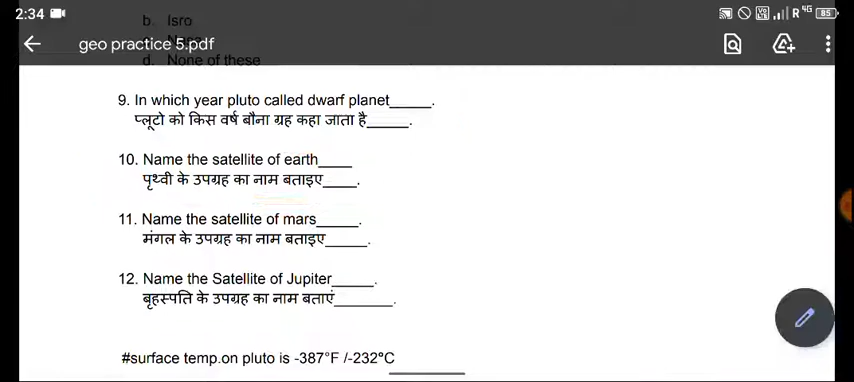 2:34
R 4G 85
b. Isro
geo practice 5.pdf
d. None of these
9. In which year pluto called dwarf planet_____.
प्लूटो को किस वर्ष बौना ग्रह कहा जाता है_____.
10. Name the satellite of earth____
पृथ्वी के उपग्रह का नाम बताइए____.
11. Name the satellite of mars_____.
मंगल के उपग्रह का नाम बताइए_____.
12. Name the Satellite of Jupiter_____.
बृहस्पति के उपग्रह का नाम बताएं_______.
#surface temp.on pluto is -387°F /-232°C